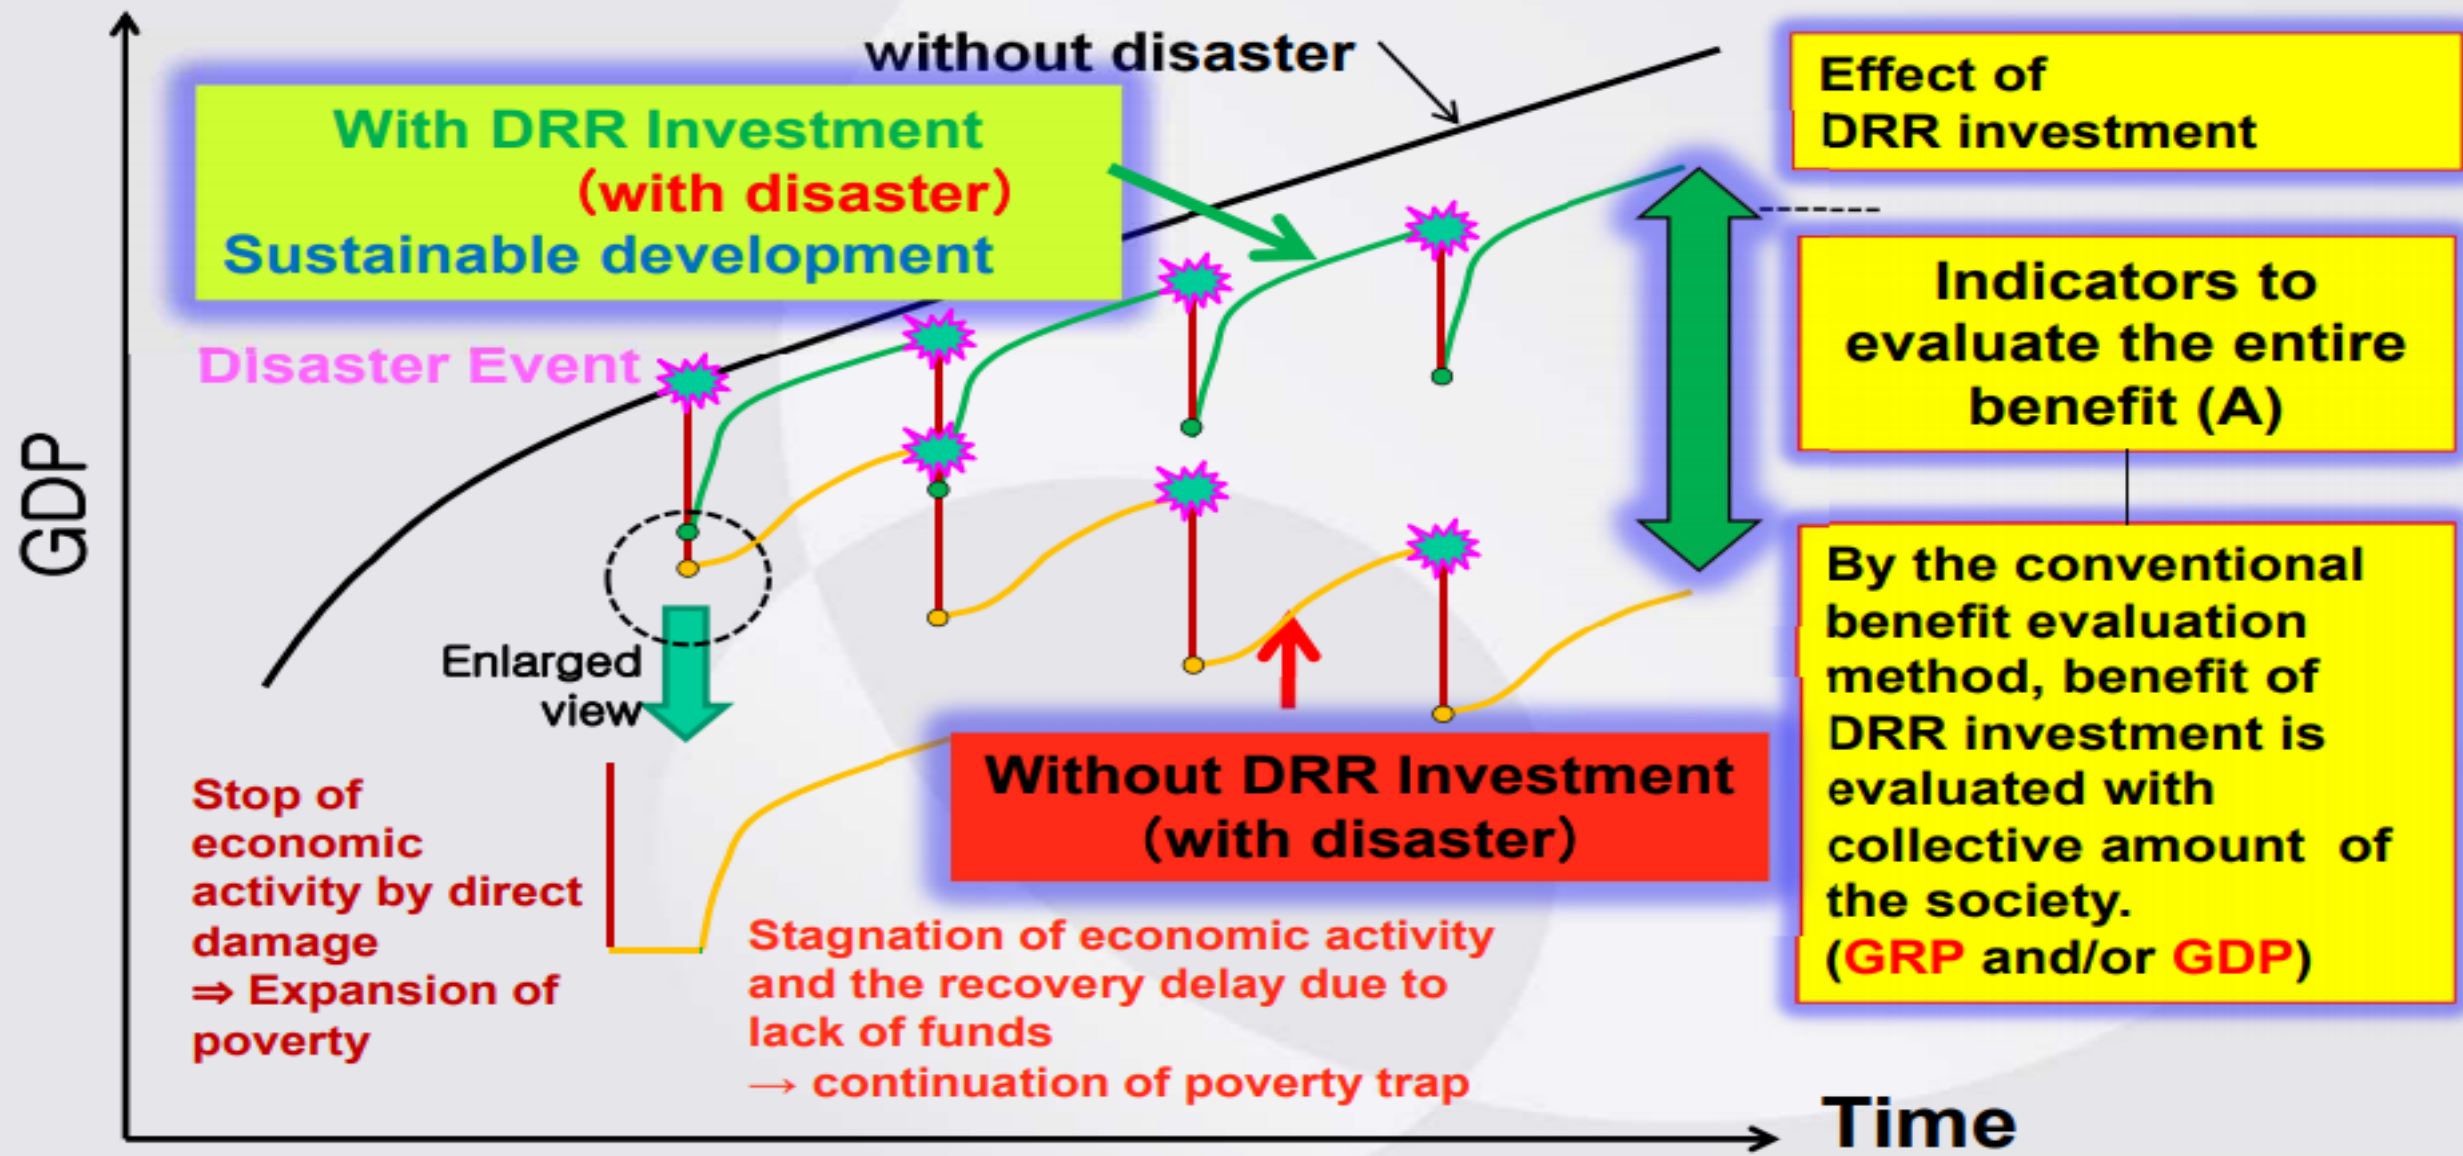 without disaster
With DRR Investment
(with disaster)
Sustainable development
Disaster Event
GDP
Enlarged
view
Stop of
economic
activity by direct
damage
⇒ Expansion of
poverty
Without DRR Investment
(with disaster)
Stagnation of economic activity
and the recovery delay due to
lack of funds
→ continuation of poverty trap
Effect of
DRR investment
Indicators to
evaluate the entire
benefit (A)
By the conventional
benefit evaluation
method, benefit of
DRR investment is
evaluated with
collective amount of
the society.
(GRP and/or GDP)
Time